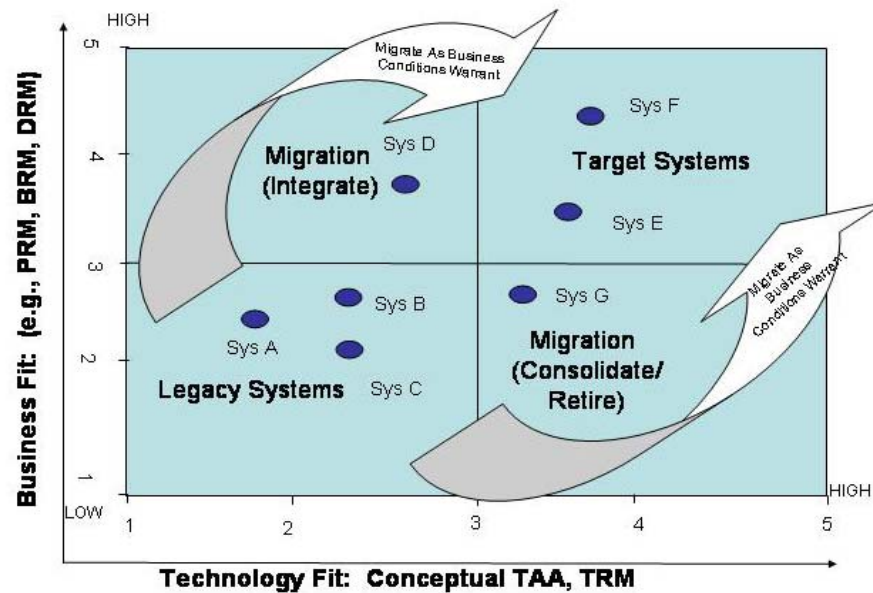 HIGH
Business Fit: (e.g., PRM, BRM, DRM)
5
4
3
2
1
LOW
Migrate As Business
Conditions Warrant
Sys D
Migration
(Integrate)
Sys F
Target Systems
Sys E
Sys B
Sys A
Sys C
Legacy Systems
Sys G
Migration
(Consolidate/
Retire)
Migrate As
Business
Conditions Warrant
1
2
3
4
5
HIGH
Technology Fit: Conceptual TAA, TRM